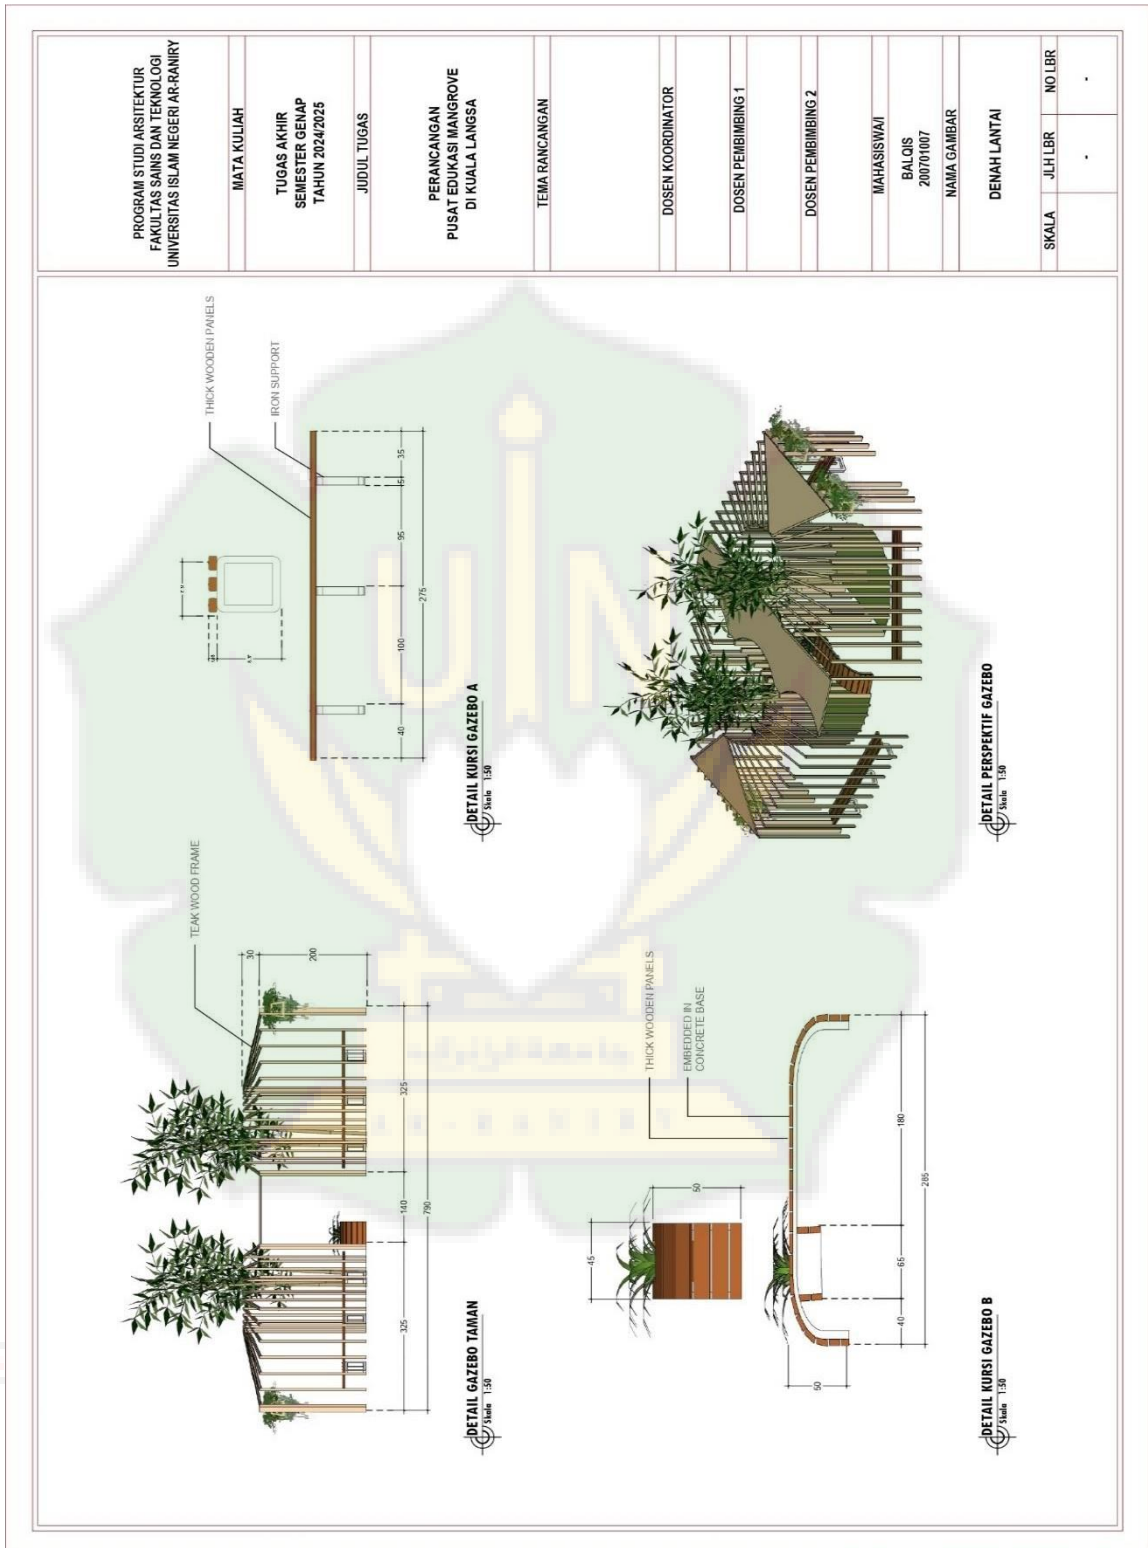 PROGRAM STUDI ARSITEKTUR
FAKULTAS SAINS DAN TEKNOLOGI
UNIVERSITAS ISLAM NEGERI AR-RANIRY
MATA KULIAH
TUGAS AKHIR
SEMESTER GENAP
TAHUN 2024/2025
JUDUL TUGAS
PERANCANGAN
PUSAT EDUKASI MANGROVE
DI KUALA LANGSA
TEMA RANCANGAN
DOSEN KOORDINATOR
DOSEN PEMBIMBING 1
DOSEN PEMBIMBING 2
MAHASISWA/I
BALQIS
200701007
NAMA GAMBAR
DENAH LANTAI
SKALA
JLH LBR
NO LBR
-
-
TEAK WOOD FRAME
30
200
325
140
325
790
DETAIL GAZEBO TAMAN
Skala 1:50
THICK WOODEN PANELS
IRON SUPPORT
40
100
95
5
35
275
DETAIL KURSI GAZEBO A
Skala 1:50
THICK WOODEN PANELS
EMBEDDED IN
CONCRETE BASE
45
50
50
40
65
180
285
DETAIL KURSI GAZEBO B
Skala 1:50
DETAIL PERSPEKTIF GAZEBO
Skala 1:50
UIN